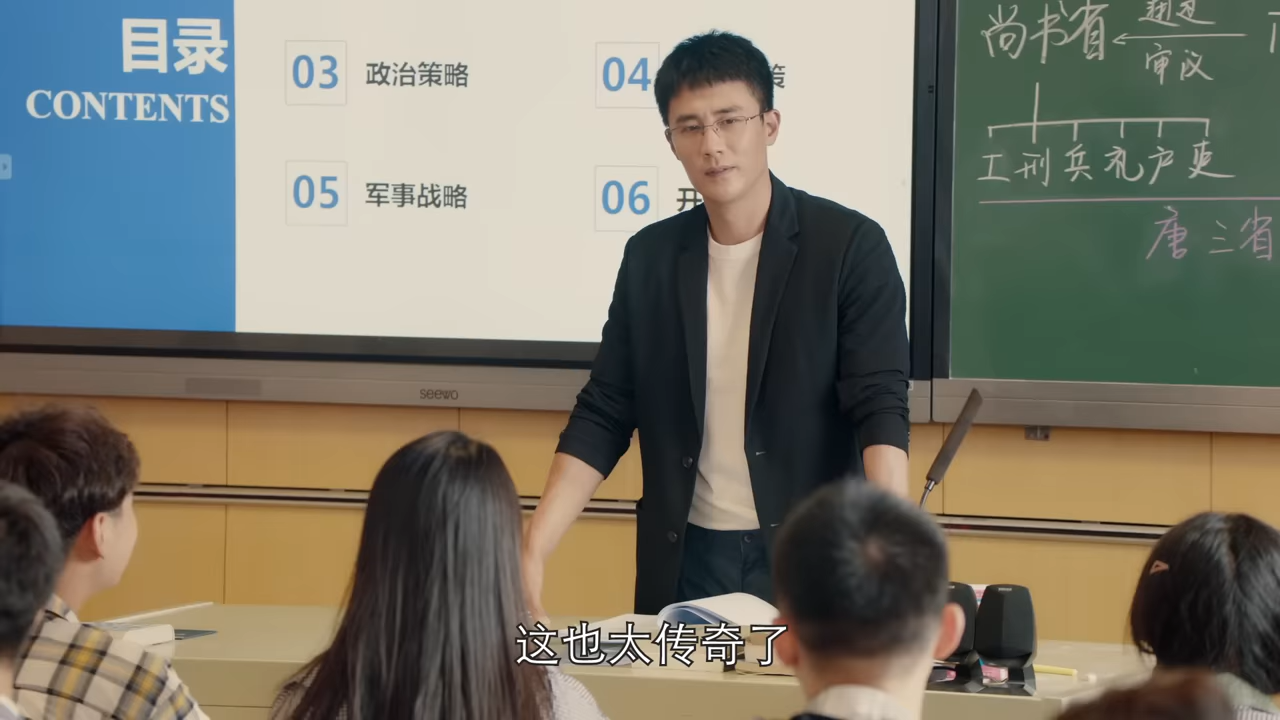 目录
CONTENTS
03 政治策略
04
05 军事战略
06
seewo
尚书省
审议
工刑兵礼户吏
唐三省
这也太传奇了